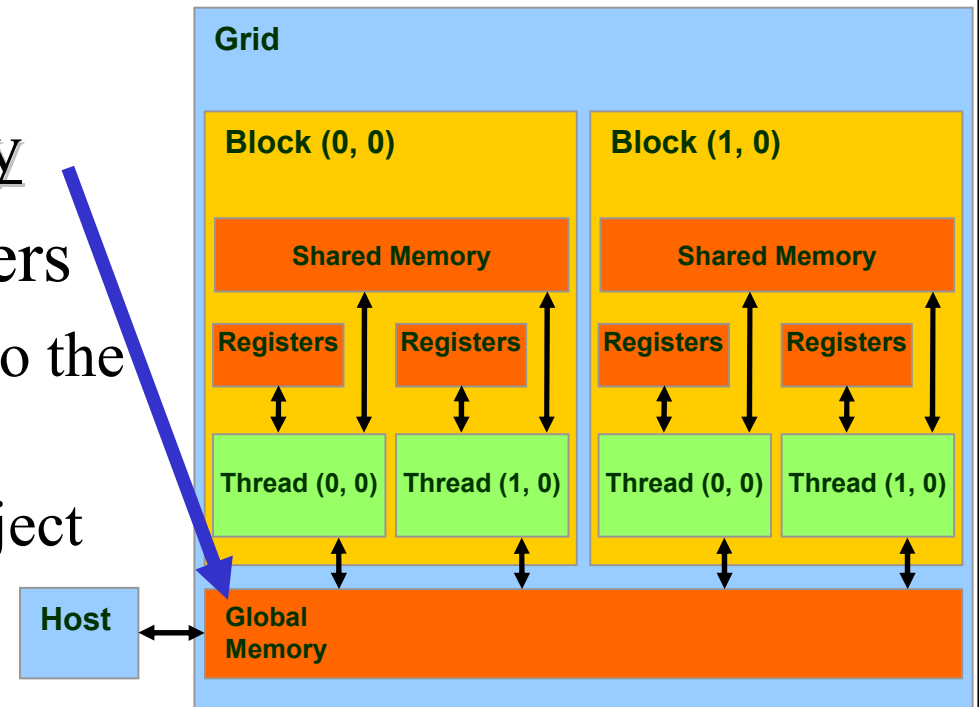 y
ers
o the
ject
Grid
Block (0, 0)
Block (1, 0)
Shared Memory
Shared Memory
Registers
Registers
Registers
Registers
Thread (0, 0)
Thread (1, 0)
Thread (0, 0)
Thread (1, 0)
Host
Global
Memory